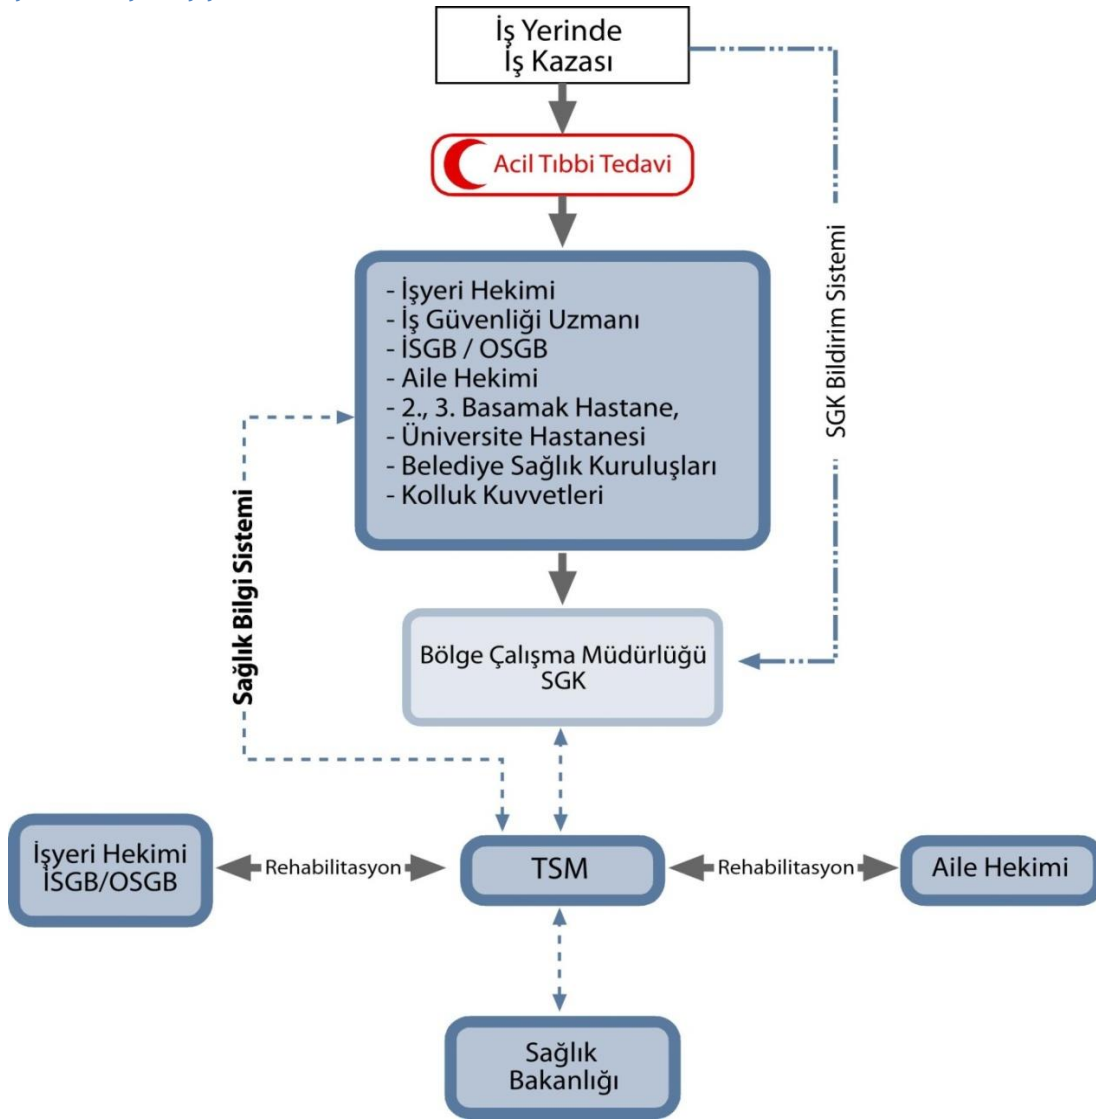 İş Yerinde
İş Kazası
Acil Tıbbi Tedavi
- İşyeri Hekimi
- İş Güvenliği Uzmanı
- İSGB / OSGB
- Aile Hekimi
- 2., 3. Basamak Hastane,
- Üniversite Hastanesi
- Belediye Sağlık Kuruluşları
- Kolluk Kuvvetleri
SGK Bildirim Sistemi
Sağlık Bilgi Sistemi
Bölge Çalışma Müdürlüğü
SGK
İşyeri Hekimi
İSGB/OSGB
Rehabilitasyon
TSM
Rehabilitasyon
Aile Hekimi
Sağlık
Bakanlığı